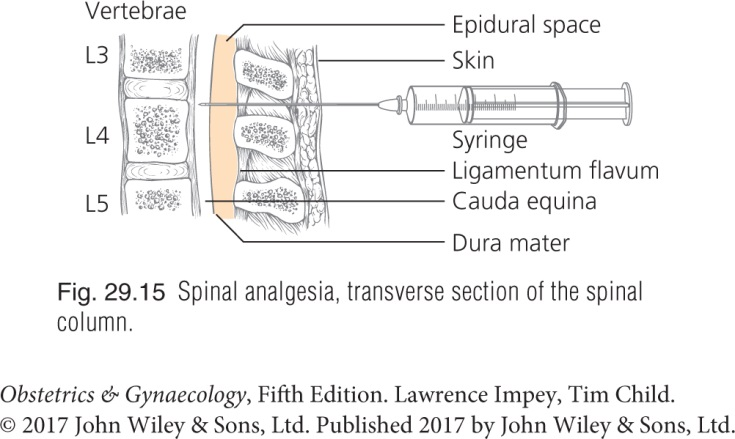 Vertebrae
L3
L4
L5
Epidural space
Skin
Syringe
Ligamentum flavum
Cauda equina
Dura mater
Fig. 29.15 Spinal analgesia, transverse section of the spinal
column.
Obstetrics & Gynaecology, Fifth Edition. Lawrence Impey, Tim Child.
© 2017 John Wiley & Sons, Ltd. Published 2017 by John Wiley & Sons, Ltd.